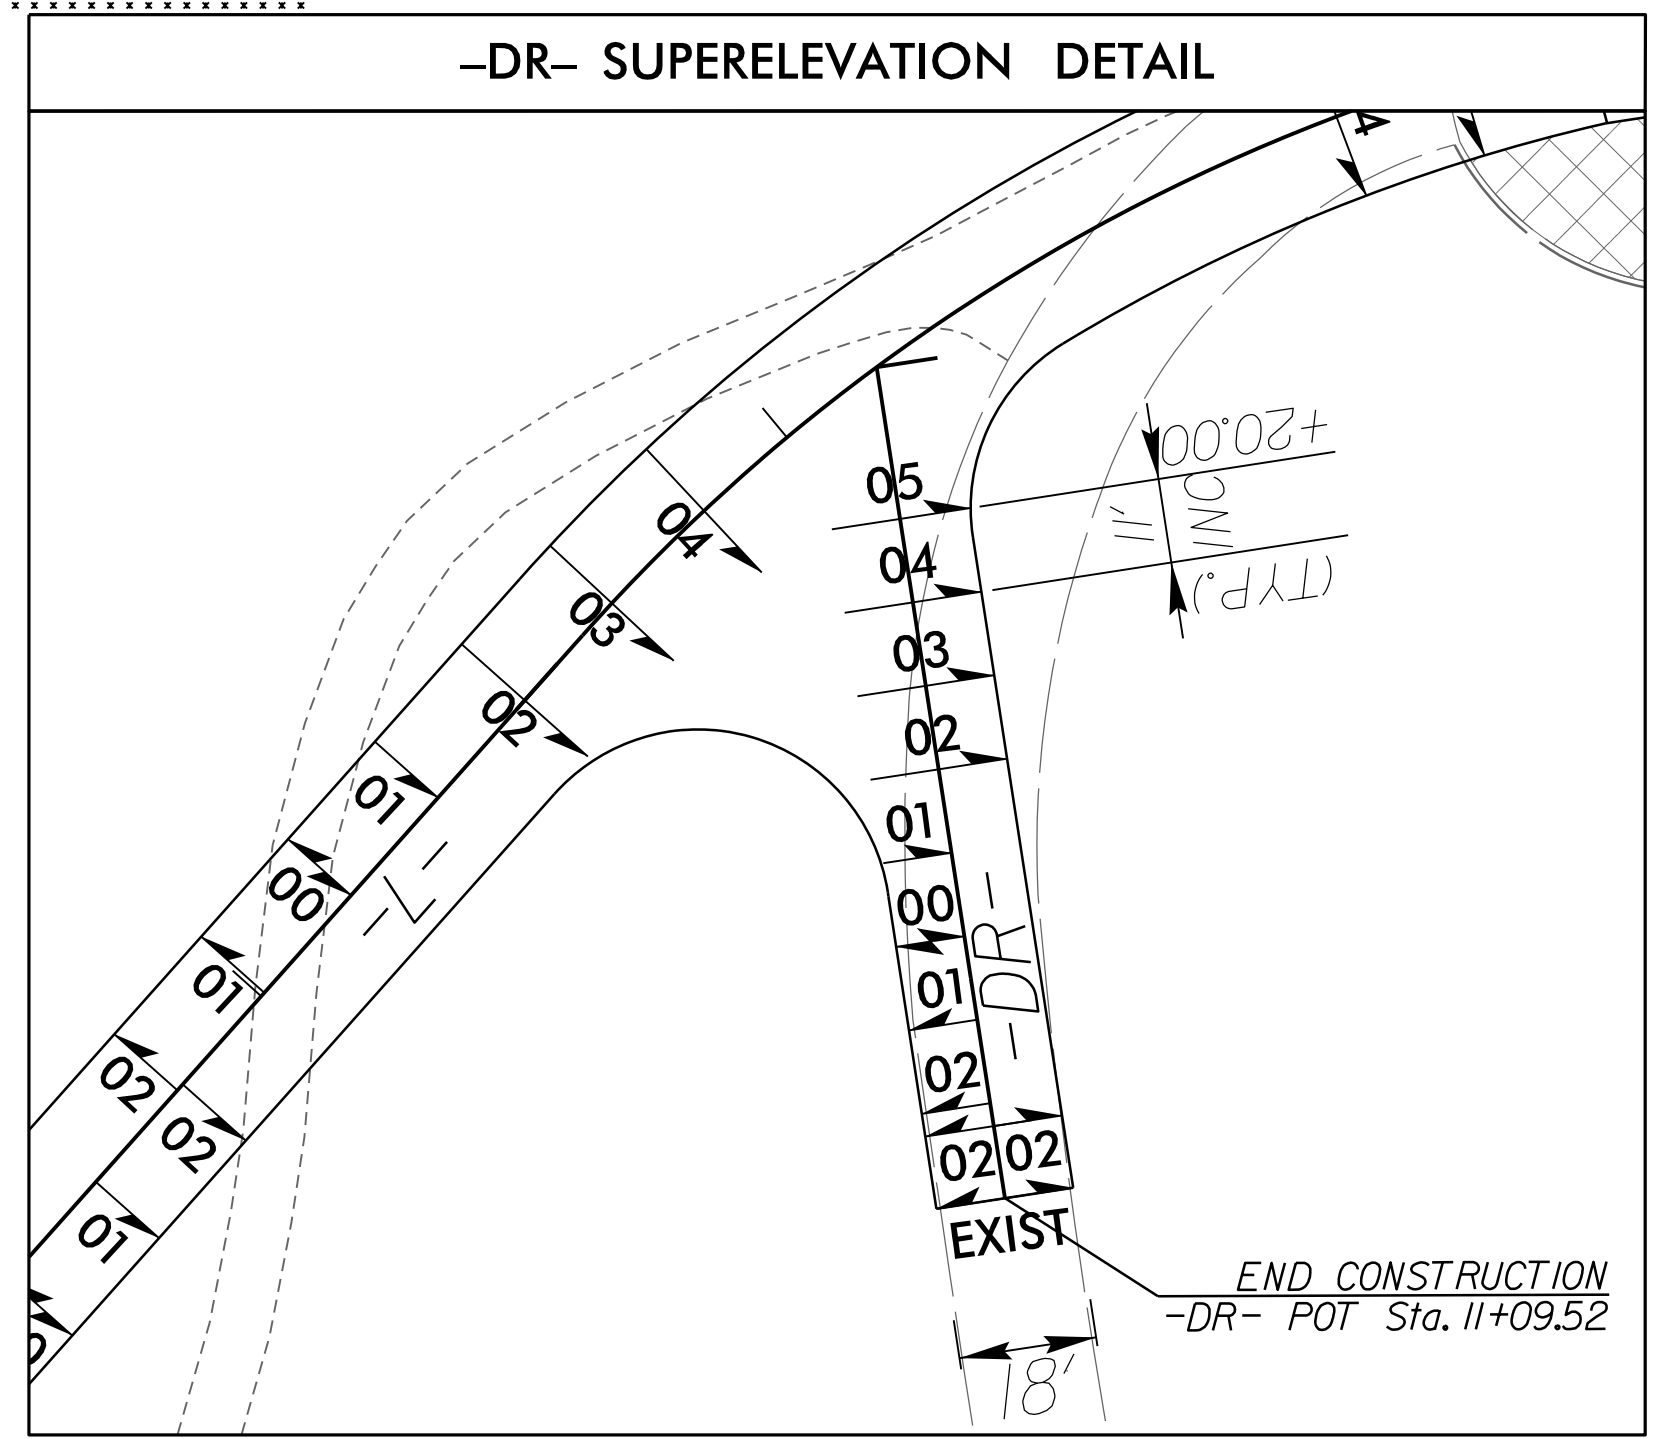 –DR– SUPERELEVATION DETAIL
4
05
+20.00
04
11' MC
(TYP.)
04
03
03
02
02
01
01
00
00
-L-
-DR-
01
01
02
02
02
02 02
01
EXIST
END CONSTRUCTION
-DR- POT Sta. 11+09.52
18'